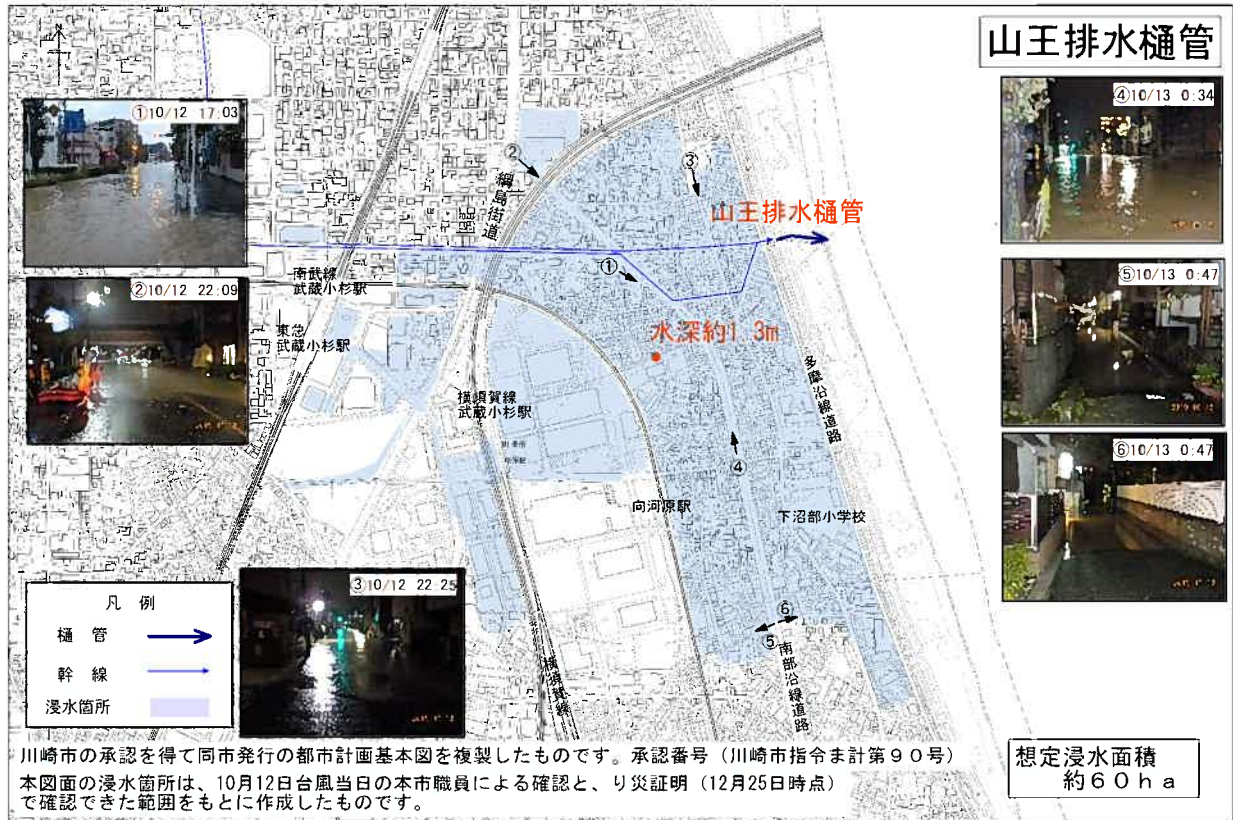 山王排水樋管
N
①10/12 17:03
②10/12 22:09
③10/12 22:25
④10/13 0:34
⑤10/13 0:47
⑥10/13 0:47
②
③
綱島街道
山王排水樋管
①
南武線
武蔵小杉駅
東急
武蔵小杉駅
水深約1.3m
多摩沿線道路
横須賀線
武蔵小杉駅
④
向河原駅
下沼部小学校
⑥
⑤
南部沿線道路
横須賀線
凡 例
樋 管
幹 線
浸水箇所
川崎市の承認を得て同市発行の都市計画基本図を複製したものです。承認番号(川崎市指令ま計第90号)
本図面の浸水箇所は、10月12日台風当日の本市職員による確認と、り災証明(12月25日時点)
で確認できた範囲をもとに作成したものです。
想定浸水面積
約60ha